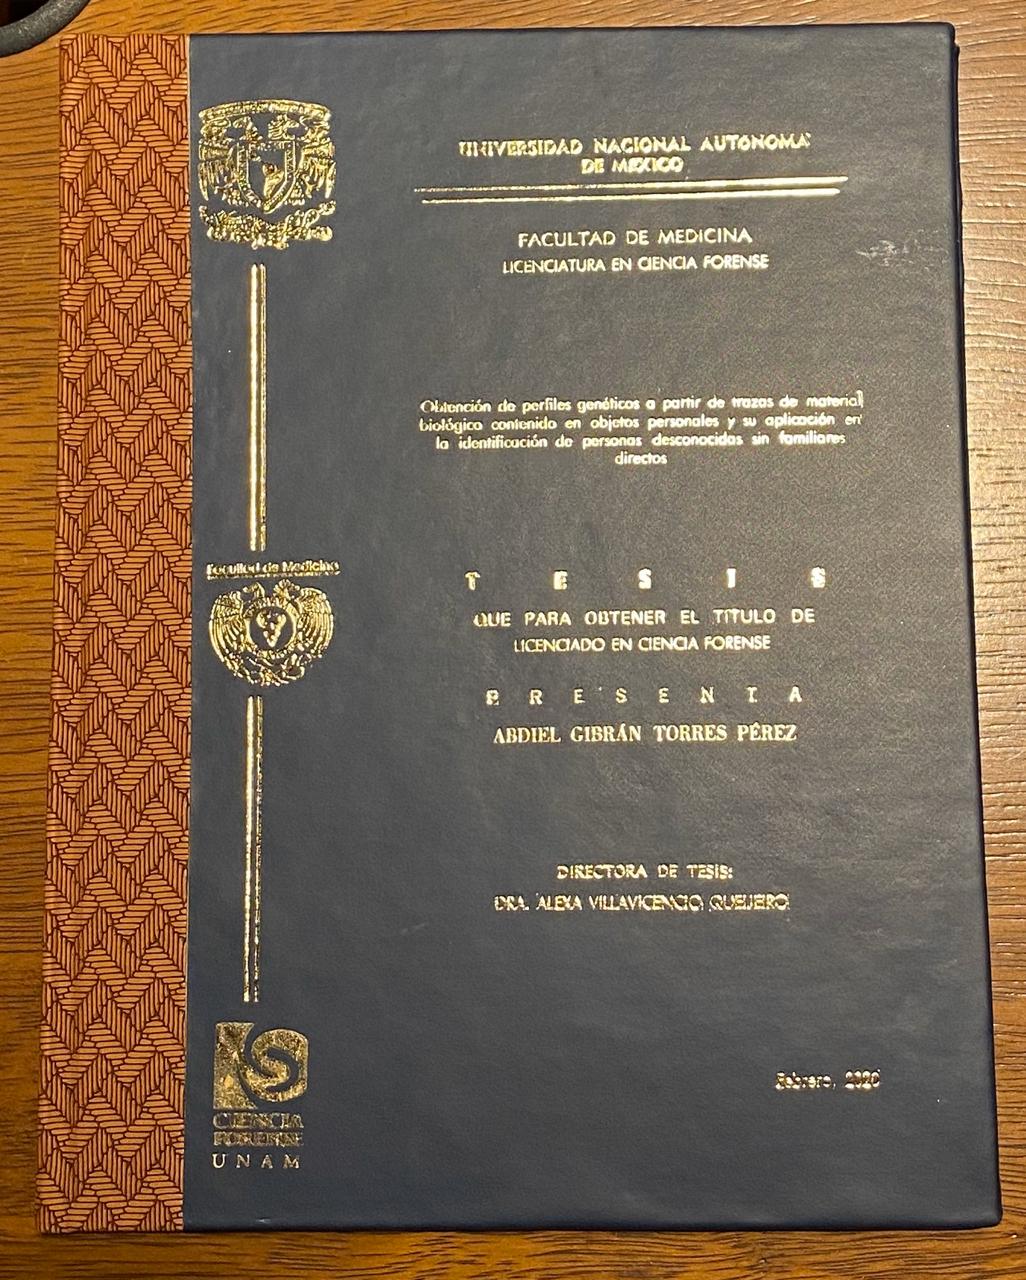 UNIVERSIDAD NACIONAL AUTÓNOMA
DE MÉXICO
FACULTAD DE MEDICINA
LICENCIATURA EN CIENCIA FORENSE
Obtención de perfiles genéticos a partir de trazas de material
biológico contenido en objetos personales y su aplicación en
la identificación de personas desconocidas sin familiares
directos
T E S I S
QUE PARA OBTENER EL TÍTULO DE
LICENCIADO EN CIENCIA FORENSE
P R E S E N T A
ABDIEL GIBRÁN TORRES PÉREZ
DIRECTORA DE TESIS:
DRA. ALEXA VILLAVICENCIO QUEIJEIRO
Febrero, 2020
Facultad de Medicina
CIENCIA
FORENSE
UNAM